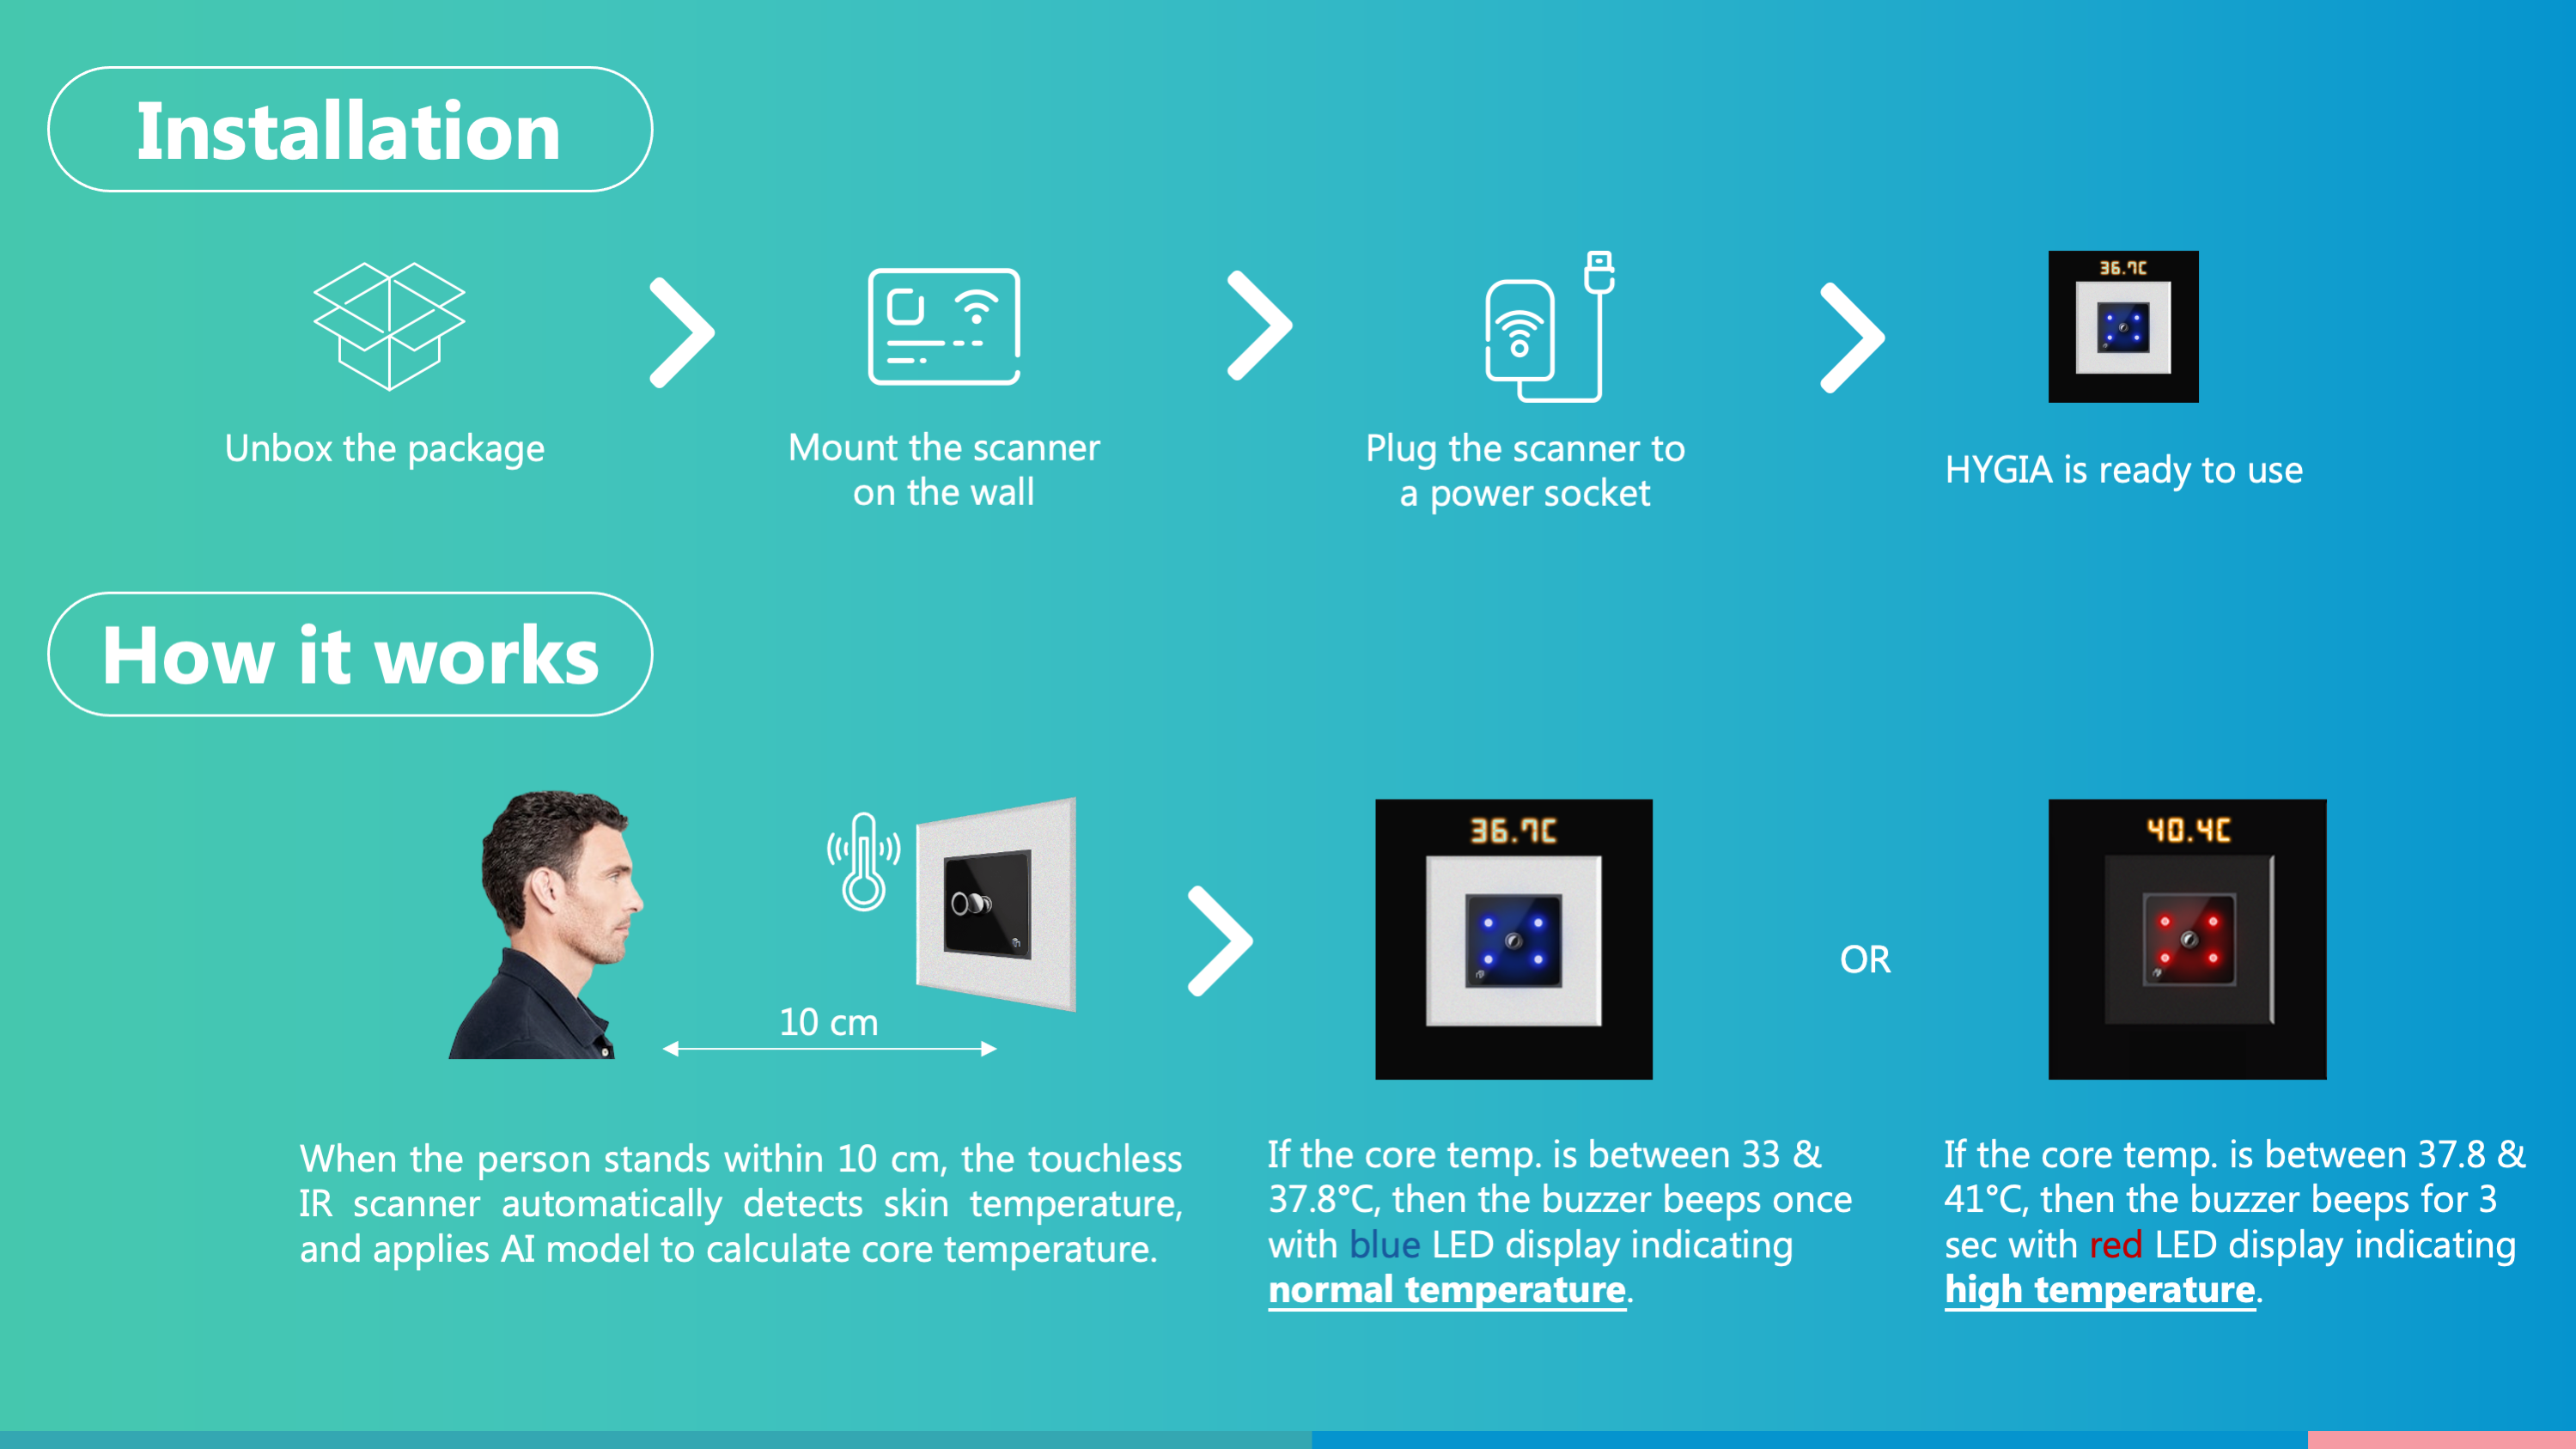 Installation
36.7C
Unbox the package
Mount the scanner
on the wall
Plug the scanner to
a power socket
HYGIA is ready to use
How it works
10 cm
36.7C
OR
40.4C
When the person stands within 10 cm, the touchless
IR scanner automatically detects skin temperature,
and applies AI model to calculate core temperature.
If the core temp. is between 33 &
37.8°C, then the buzzer beeps once
with blue LED display indicating
normal temperature.
If the core temp. is between 37.8 &
41°C, then the buzzer beeps for 3
sec with red LED display indicating
high temperature.